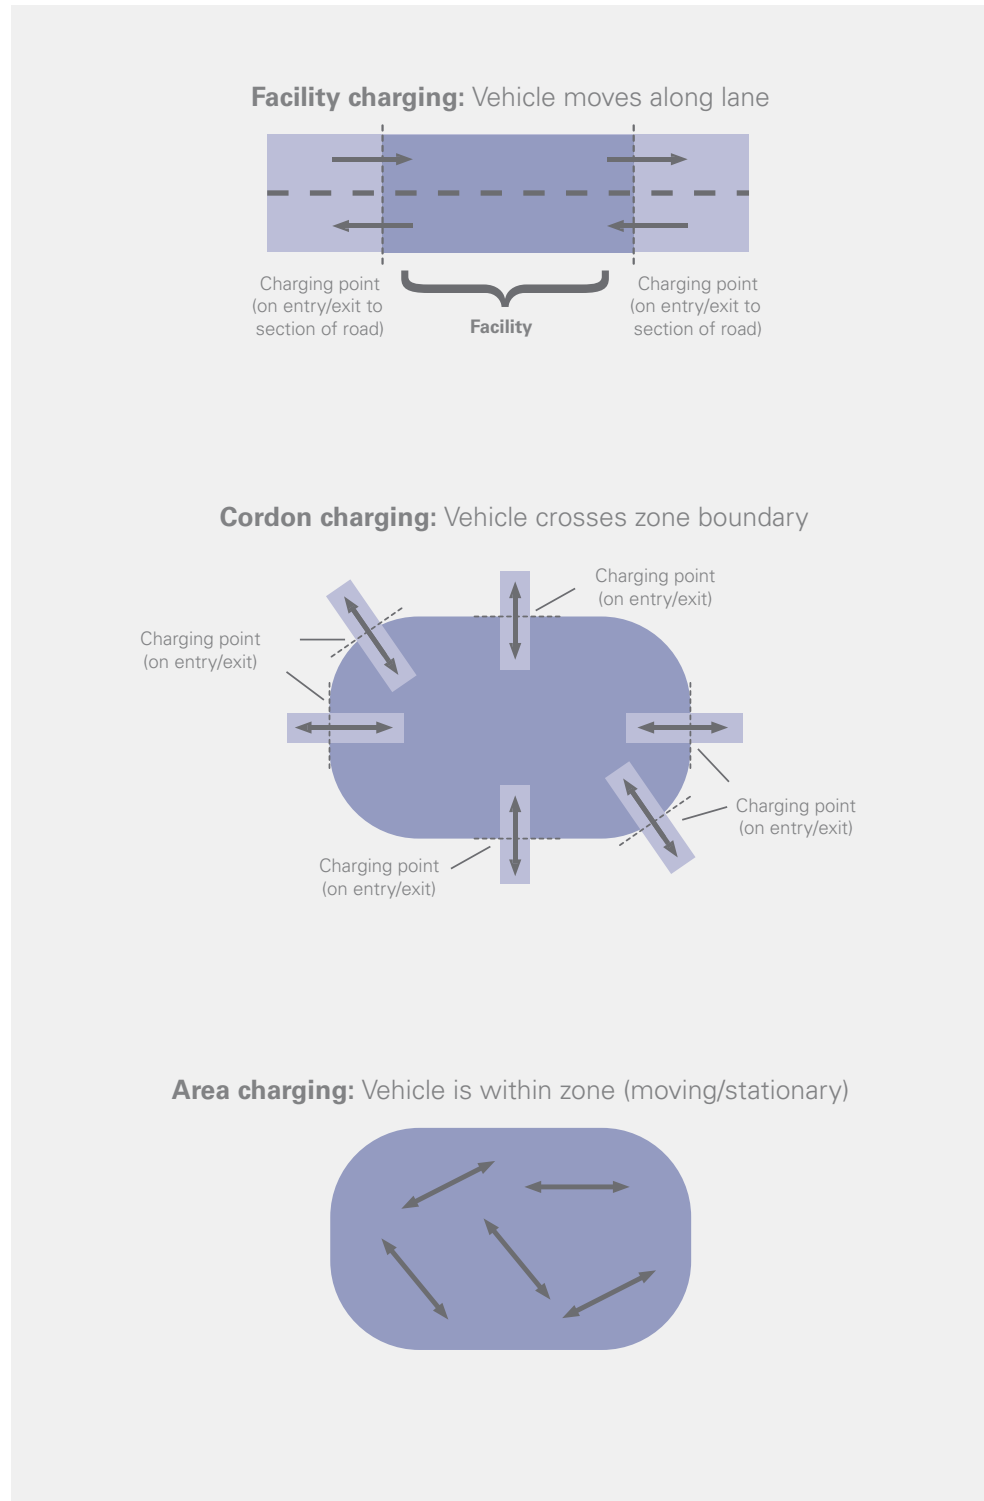 Facility charging: Vehicle moves along lane
Charging point
(on entry/exit to
section of road)
Facility
Charging point
(on entry/exit to
section of road)
Cordon charging: Vehicle crosses zone boundary
Charging point
(on entry/exit)
Charging point
(on entry/exit)
Charging point
(on entry/exit)
Charging point
(on entry/exit)
Area charging: Vehicle is within zone (moving/stationary)